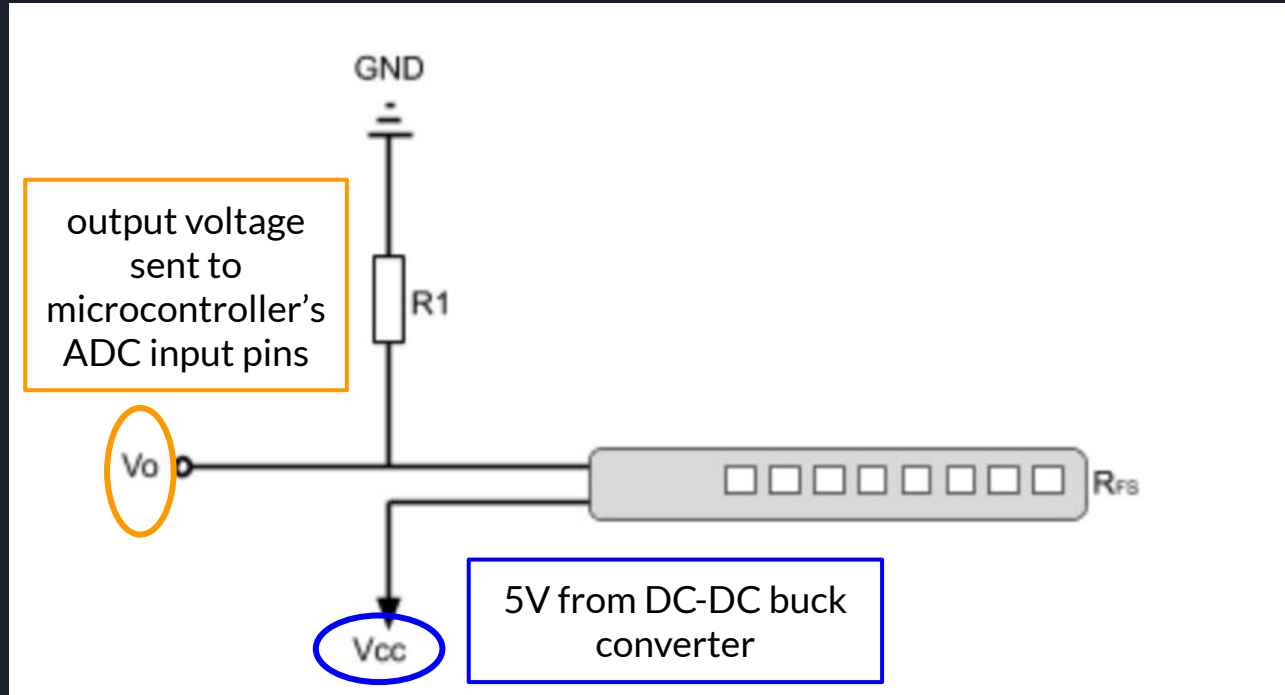 GND
output voltage
sent to
microcontroller’s
ADC input pins
R1
Vo
RFS
5V from DC-DC buck
converter
Vcc